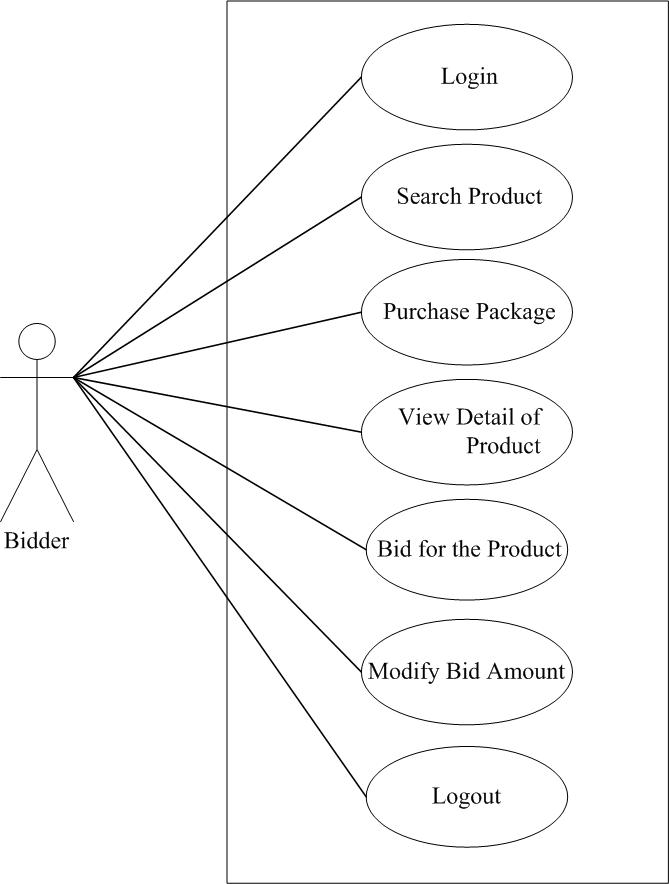 Login
Search Product
Purchase Package
View Detail of
Product
Bid for the Product
Modify Bid Amount
Logout
Bidder